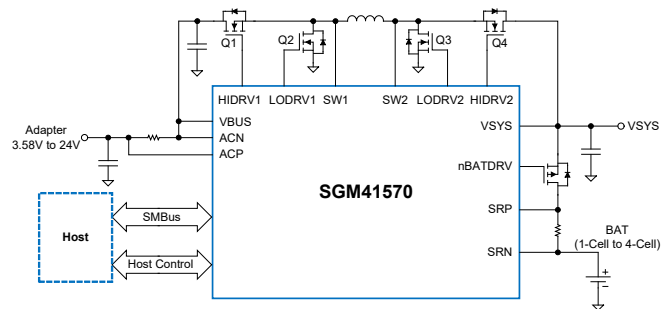 Q1
Q2
Q3
Q4
HIDRV1
LODRV1
SW1
SW2
LODRV2
HIDRV2
Adapter
3.58V to 24V
VBUS
ACN
ACP
VSYS
VSYS
nBATDRV
SGM41570
SRP
SRN
BAT
(1-Cell to 4-Cell)
Host
SMBus
Host Control